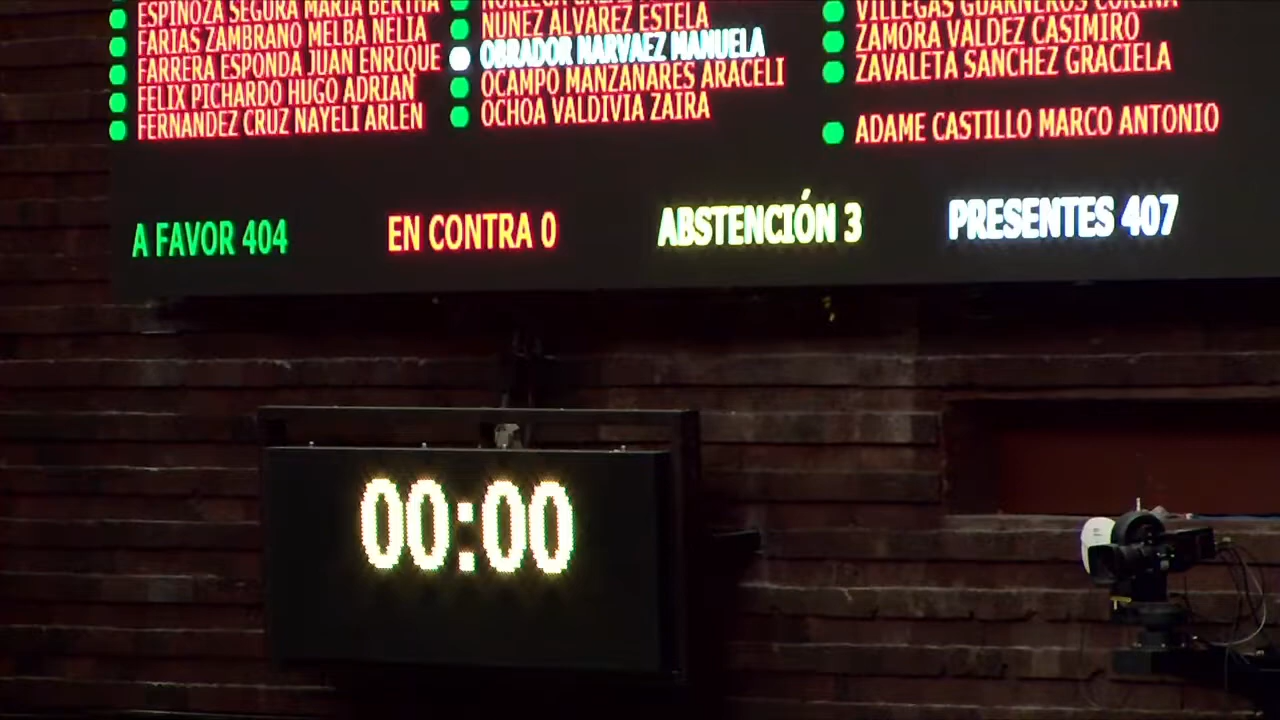 ESPINOZA SEGURA MARIA BERTHA
FARIAS ZAMBRANO MELBA NELIA
FARRERA ESPONDA JUAN ENRIQUE
FELIX PICHARDO HUGO ADRIAN
FERNANDEZ CRUZ NAYELI ARLEN
NUNEZ ALVAREZ ESTELA
OBRADOR NARVAEZ MANUELA
OCAMPO MANZANARES ARACELI
OCHOA VALDIVIA ZAIRA
VILLEGAS GUARNEROS CORINA
ZAMORA VALDEZ CASIMIRO
ZAVALETA SANCHEZ GRACIELA
ADAME CASTILLO MARCO ANTONIO
A FAVOR 404
EN CONTRA 0
ABSTENCIÓN 3
PRESENTES 407
00:00